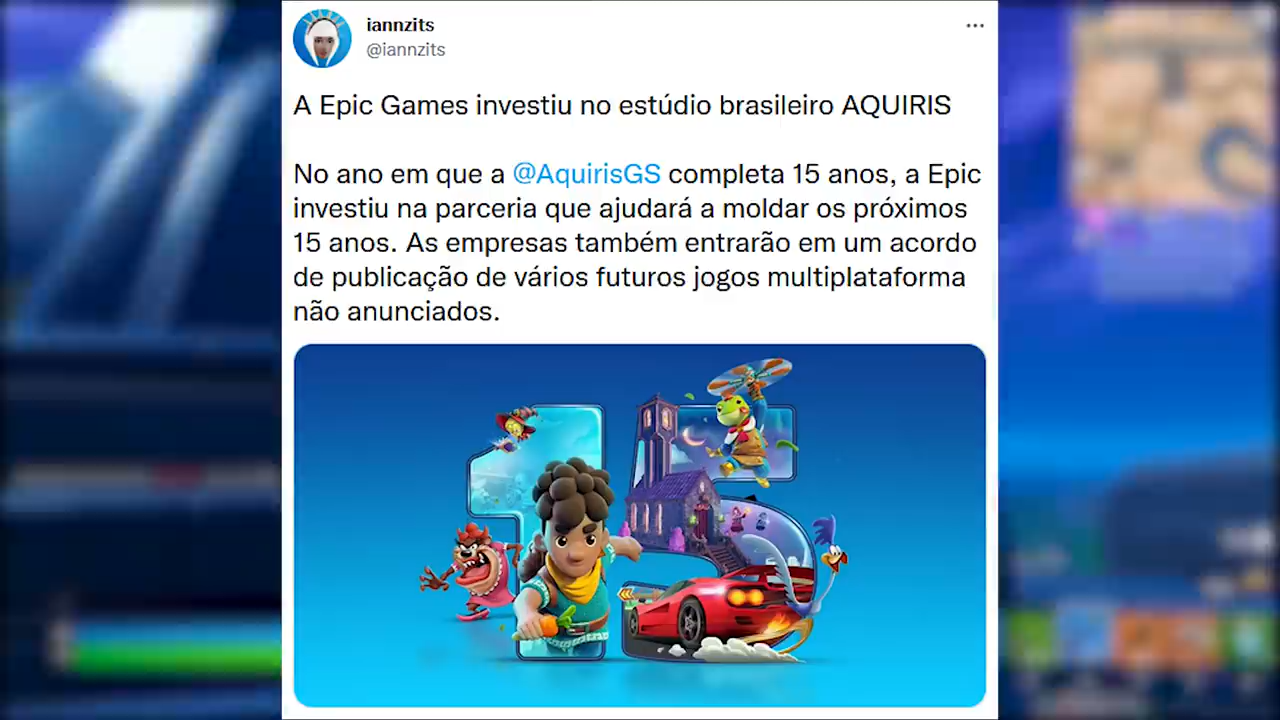 iannzits
@iannzits
A Epic Games investiu no estúdio brasileiro AQUIRIS
No ano em que a @AquirisGS completa 15 anos, a Epic
investiu na parceria que ajudará a moldar os próximos
15 anos. As empresas também entrarão em um acordo
de publicação de vários futuros jogos multiplataforma
não anunciados.
15